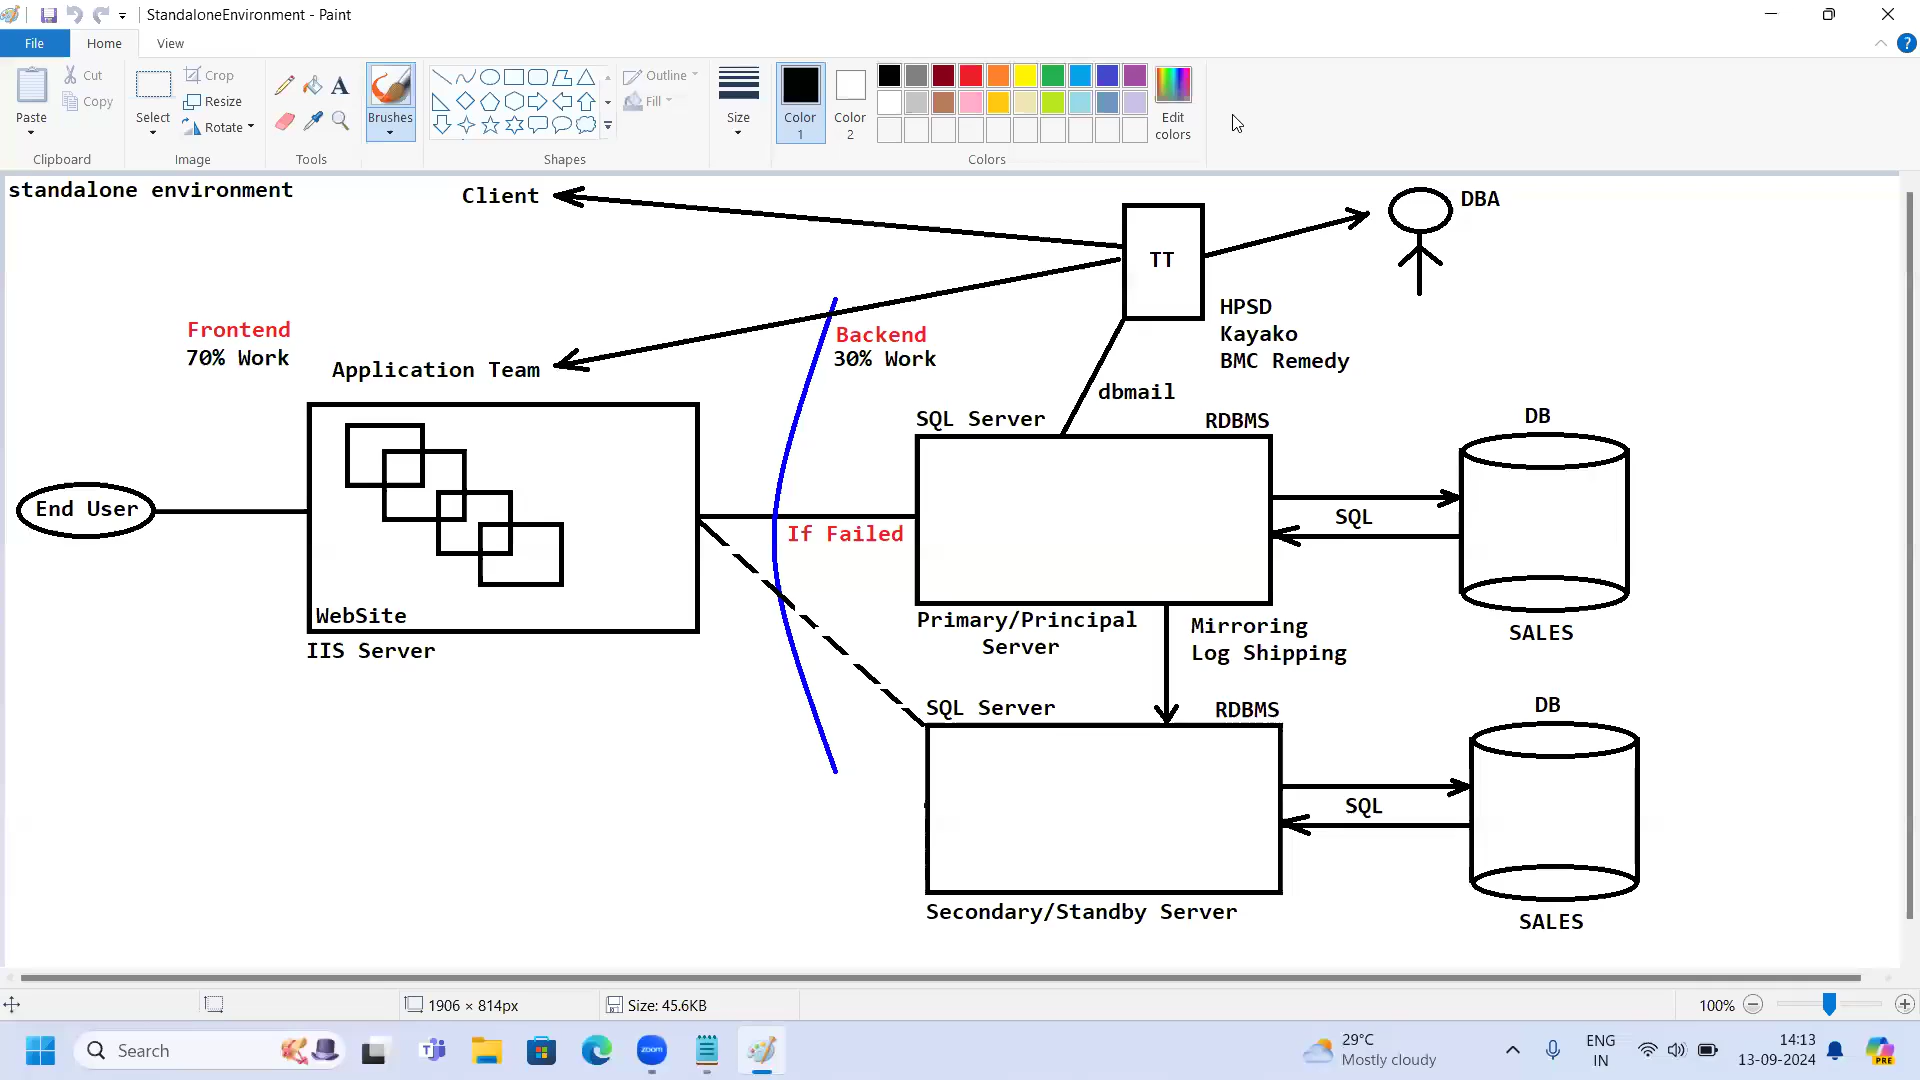 StandaloneEnvironment - Paint
File Home View
Paste
Cut
Copy
Clipboard
Select
Crop
Resize
Rotate
Image
A
Tools
Brushes
Outline
Fill
Shapes
Size
Color 1
Color 2
Edit colors
Colors
standalone environment
Client
TT
DBA
HPSD
Kayako
BMC Remedy
Frontend
70% Work
Backend
30% Work
Application Team
dbmail
SQL Server
RDBMS
DB
End User
If Failed
SQL
WebSite
IIS Server
Primary/Principal
Server
Mirroring
Log Shipping
SALES
SQL Server
RDBMS
DB
SQL
Secondary/Standby Server
SALES
1906 × 814px
Size: 45.6KB
100%
Search
zoom
29°C
Mostly cloudy
ENG
IN
14:13
13-09-2024
PRE